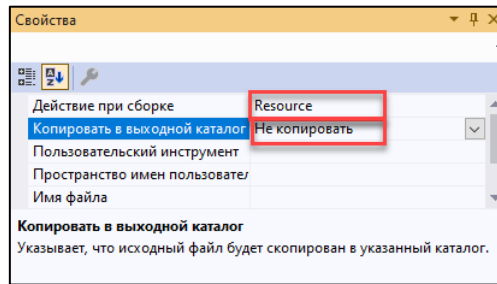 Свойства
Действие при сборке Resource
Копировать в выходной каталог Не копировать
Пользовательский инструмент
Пространство имен пользовател
Имя файла
Копировать в выходной каталог
Указывает, что исходный файл будет скопирован в указанный каталог.